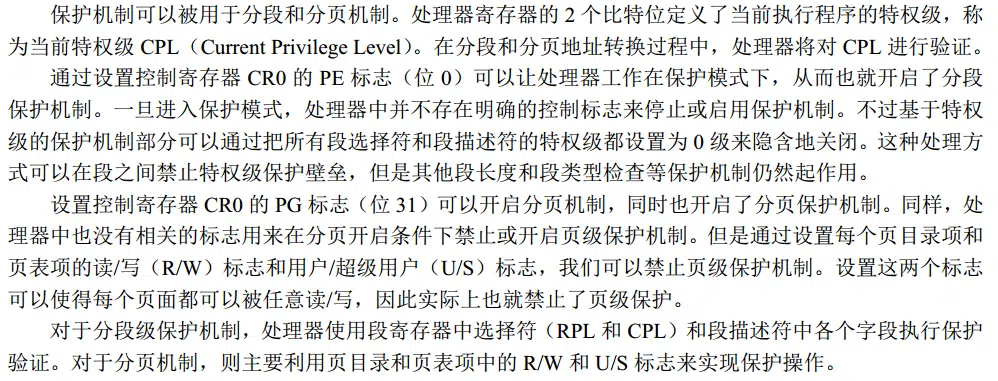 保护机制可以被用于分段和分页机制。处理器寄存器的 2 个比特位定义了当前执行程序的特权级，称
为当前特权级 CPL（Current Privilege Level）。在分段和分页地址转换过程中，处理器将对 CPL 进行验证。
通过设置控制寄存器 CR0 的 PE 标志（位 0）可以让处理器工作在保护模式下，从而也就开启了分段
保护机制。一旦进入保护模式，处理器中并不存在明确的控制标志来停止或启用保护机制。不过基于特权
级的保护机制部分可以通过把所有段选择符和段描述符的特权级都设置为 0 级来隐含地关闭。这种处理方
式可以在段之间禁止特权级保护壁垒，但是其他段长度和段类型检查等保护机制仍然起作用。
设置控制寄存器 CR0 的 PG 标志（位 31）可以开启分页机制，同时也开启了分页保护机制。同样，处
理器中也没有相关的标志用来在分页开启条件下禁止或开启页级保护机制。但是通过设置每个页目录项和
页表项的读/写（R/W）标志和用户/超级用户（U/S）标志，我们可以禁止页级保护机制。设置这两个标志
可以使得每个页面都可以被任意读/写，因此实际上也就禁止了页级保护。
对于分段级保护机制，处理器使用段寄存器中选择符（RPL 和 CPL）和段描述符中各个字段执行保护
验证。对于分页机制，则主要利用页目录和页表项中的 R/W 和 U/S 标志来实现保护操作。